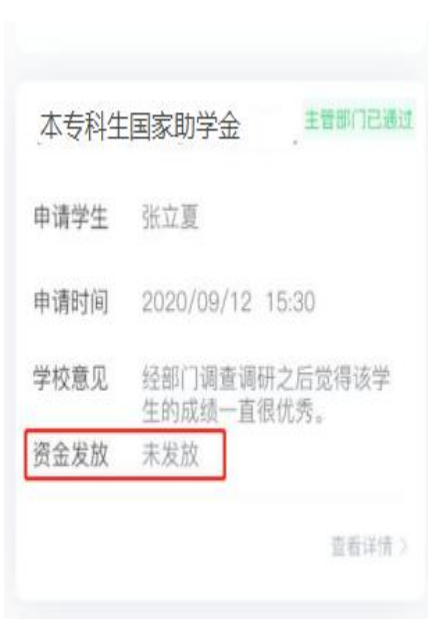 本专科生国家助学金 主管部门已通过
申请学生 张立夏
申请时间 2020/09/12 15:30
学校意见 经部门调查调研之后觉得该学
生的成绩一直很优秀。
资金发放 未发放
查看详情 >